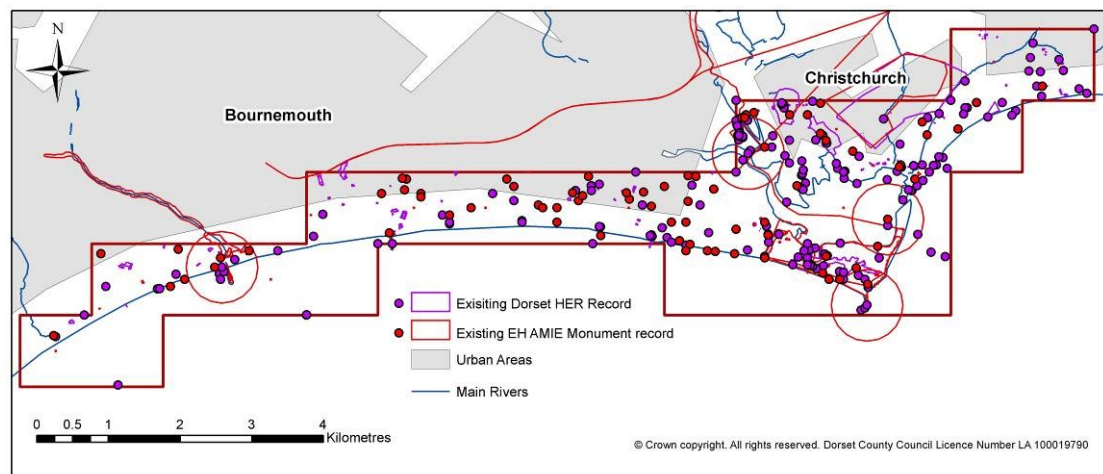 N
Bournemouth
Christchurch
Exisiting Dorset HER Record
Existing EH AMIE Monument record
Urban Areas
Main Rivers
0 0.5 1 2 3 4
Kilometres
© Crown copyright. All rights reserved. Dorset County Council Licence Number LA 100019790